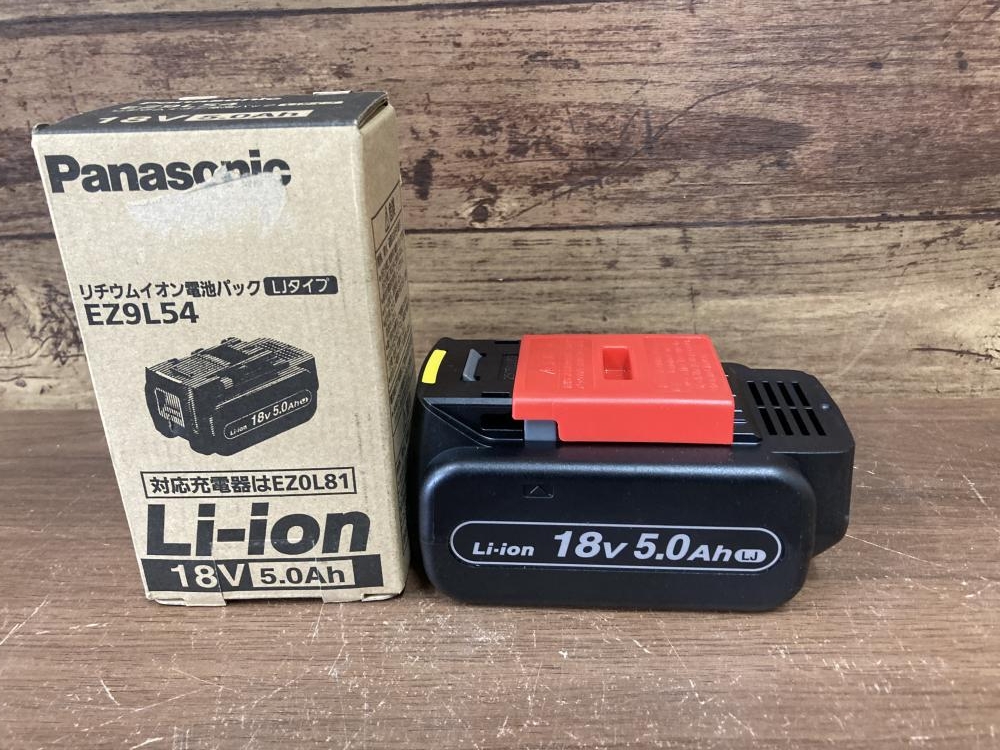 18V 5.0Ah
Panasonic
リチウムイオン電池パック LJタイプ
EZ9L54
Li-ion 18V 5.0Ah
対応充電器はEZ0L81
Li-ion
18V 5.0Ah
Li-ion 18V 5.0Ah LJ